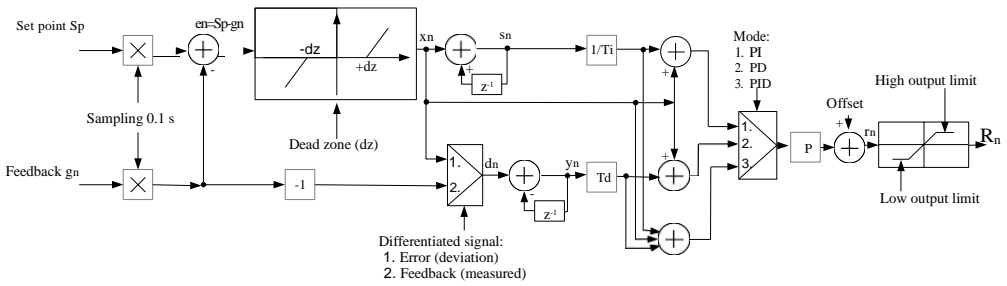 Set point Sp
en=Sp-gn
-dz
+dz
xn
sn
+
z-1
1/Ti
+
Mode:
1. PI
2. PD
3. PID
High output limit
Offset
+
rn
Rn
-
Sampling 0.1 s
Dead zone (dz)
1.
2.
3.
P
Low output limit
Feedback gn
-1
1.
2.
dn
-
z-1
yn
Td
+
Differentiated signal:
1. Error (deviation)
2. Feedback (measured)